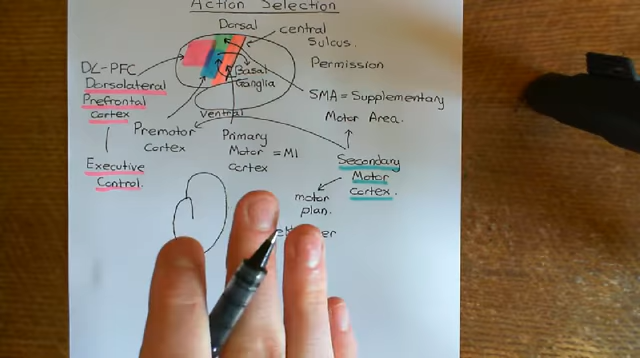 Action Selection
Dorsal
central
Sulcus.
Permission
Basal
Ganglia
DL-PFC
Dorsolateral
Prefrontal
cortex
SMA = Supplementary
Motor Area.
Ventral
Premotor
Cortex
Primary
Motor = M1
Cortex
Secondary
Motor
Cortex.
Executive
Control.
motor
plan.